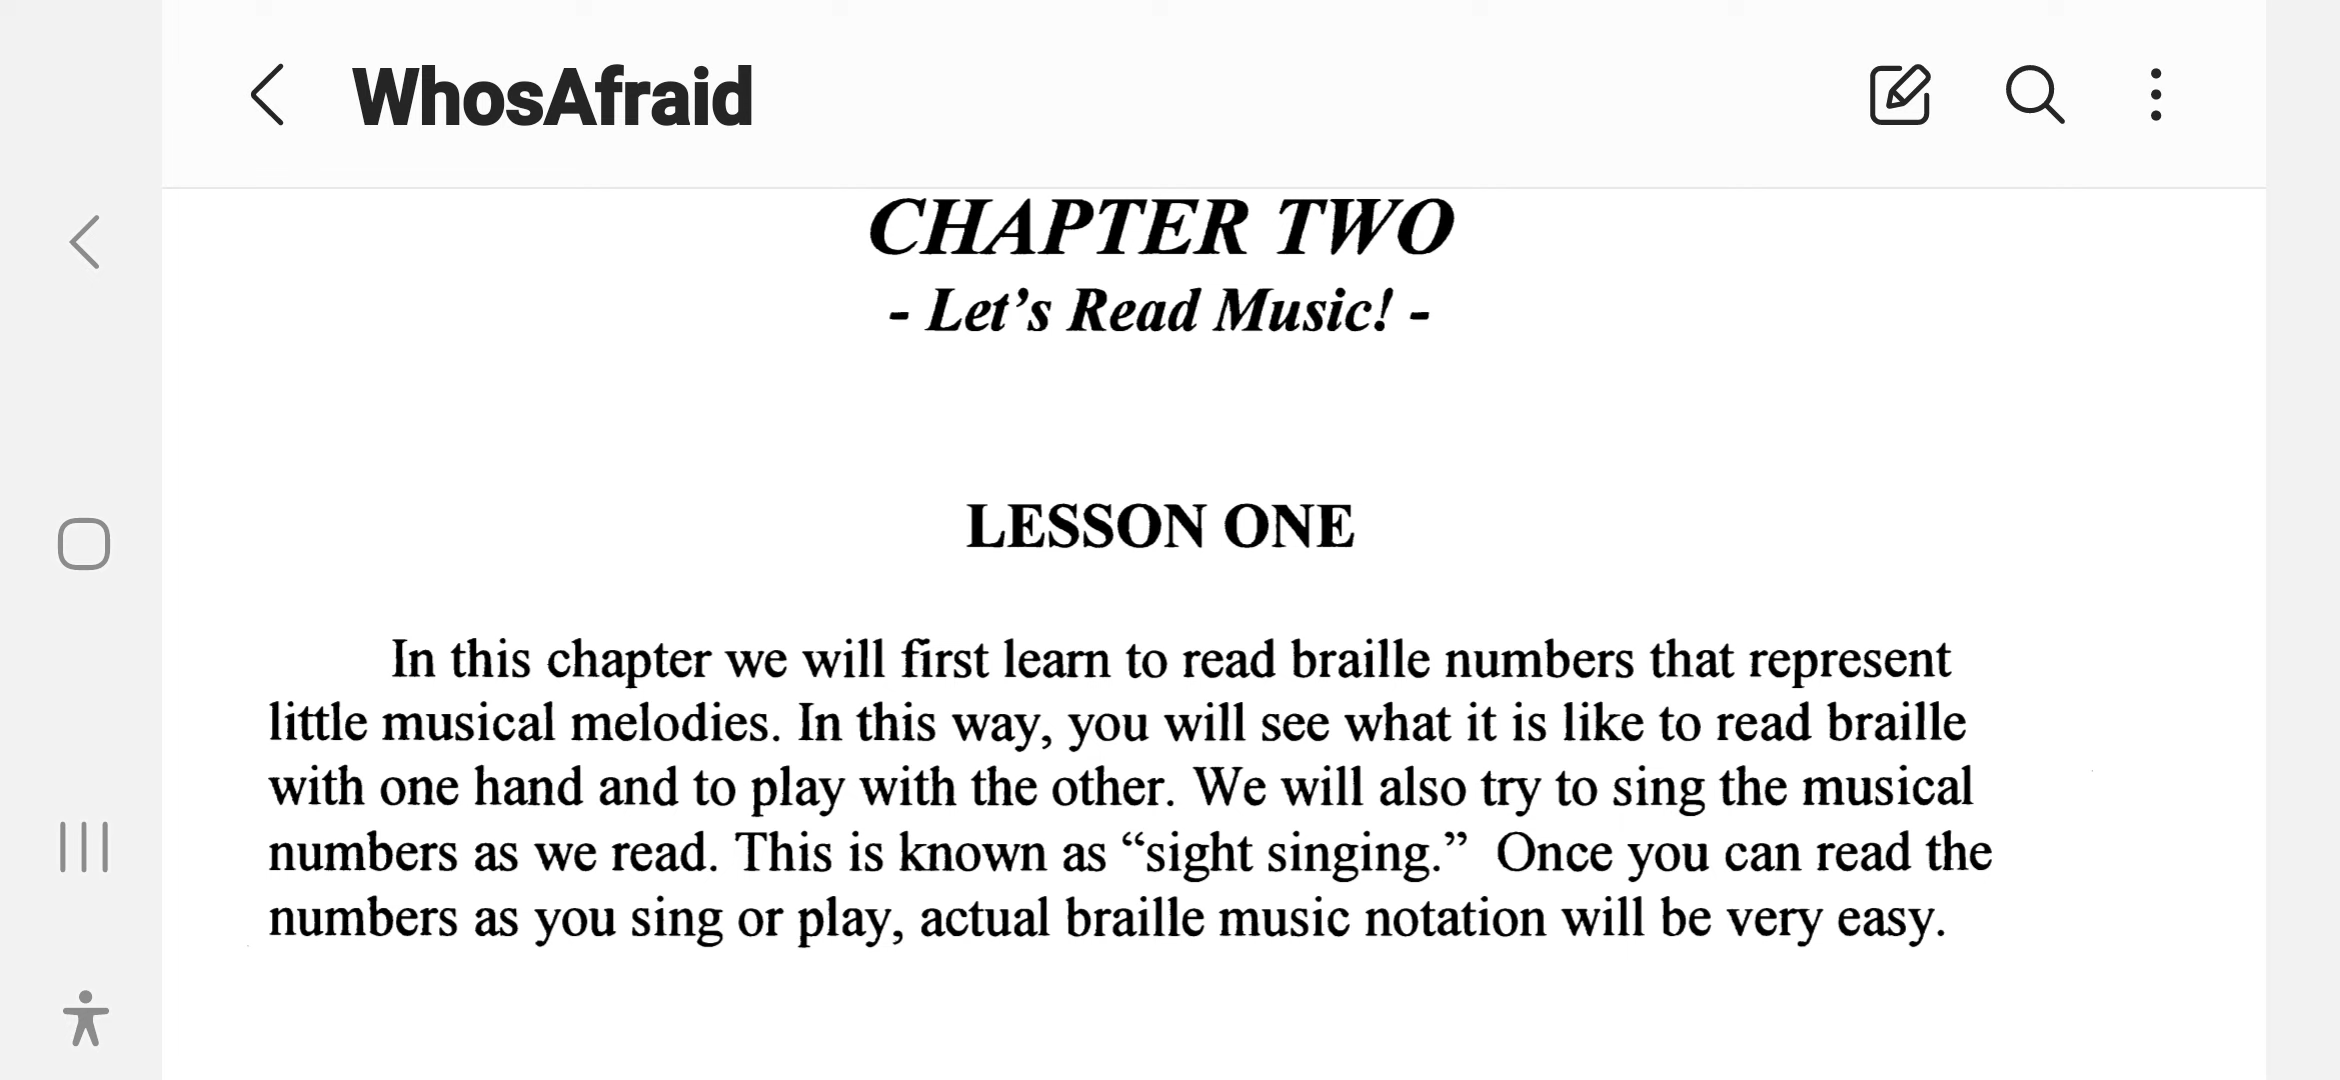 WhosAfraid
CHAPTER TWO
- Let’s Read Music! -
LESSON ONE
In this chapter we will first learn to read braille numbers that represent
little musical melodies. In this way, you will see what it is like to read braille
with one hand and to play with the other. We will also try to sing the musical
numbers as we read. This is known as “sight singing.”  Once you can read the
numbers as you sing or play, actual braille music notation will be very easy.